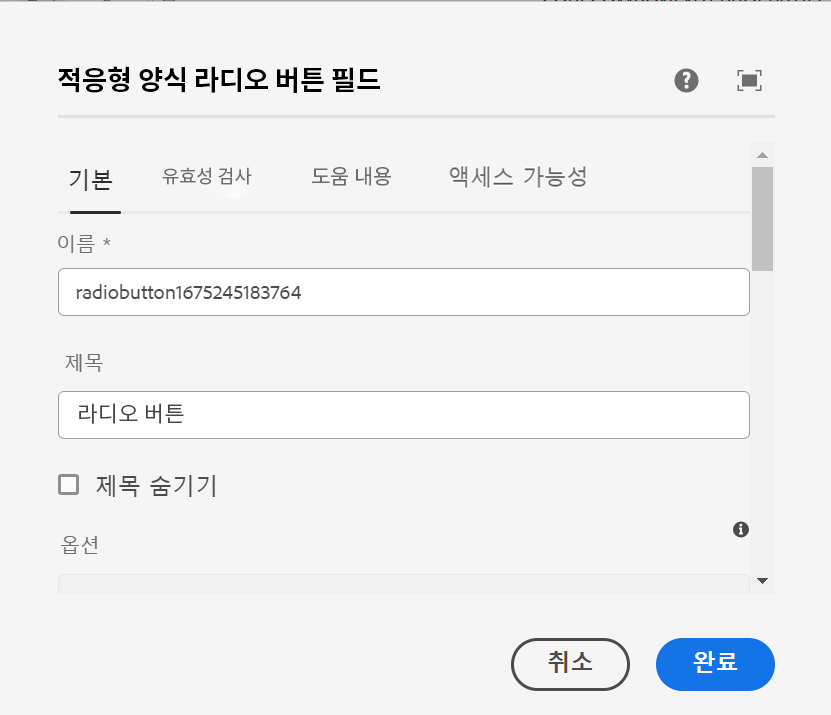 적응형 양식 라디오 버튼 필드
기본 유효성 검사 도움 내용 액세스 가능성
이름 *
radiobutton1675245183764
제목
라디오 버튼
제목 숨기기
옵션
취소 완료